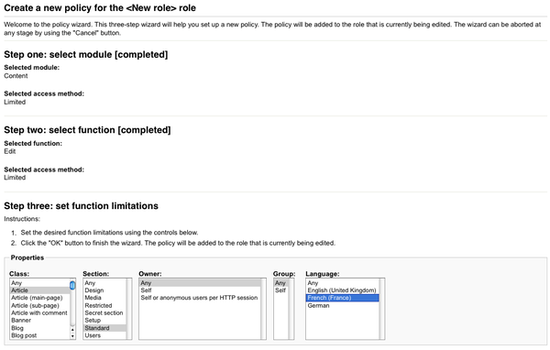 Create a new policy for the <New role> role
Welcome to the policy wizard. This three-step wizard will help you set up a new policy. The policy will be added to the role that is currently being edited. The wizard can be aborted at
any stage by using the "Cancel" button.
Step one: select module [completed]
Selected module:
Content
Selected access method:
Limited
Step two: select function [completed]
Selected function:
Edit
Selected access method:
Limited
Step three: set function limitations
Instructions:
1. Set the desired function limitations using the controls below.
2. Click the "OK" button to finish the wizard. The policy will be added to the role that is currently being edited.
Properties
Class: Section: Owner: Group: Language:
Any Any Any Any Any
Article Design Self Self English (United Kingdom)
Article (main-page) Media Self or anonymous users per HTTP session French (France)
Article (sub-page) Restricted German
Article with comment Secret section
Banner Setup
Blog Standard
Blog post Users